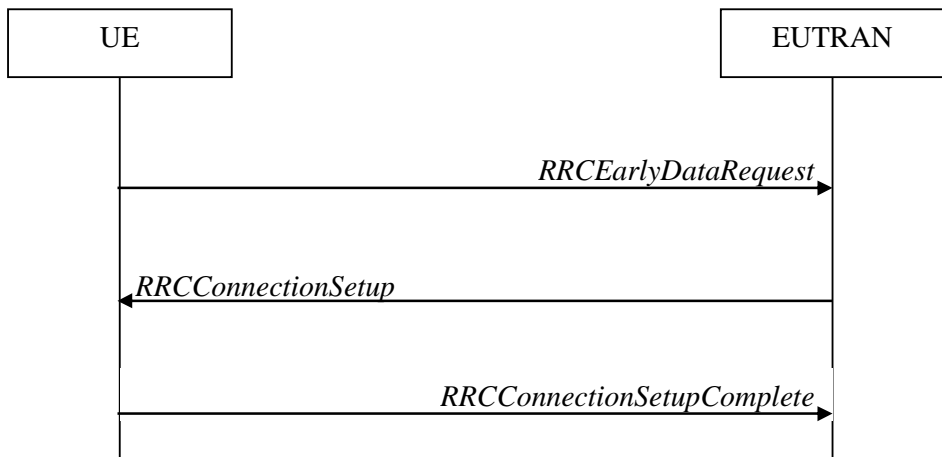 UE
EUTRAN
RRCEarlyDataRequest
RRCConnectionSetup
RRCConnectionSetupComplete